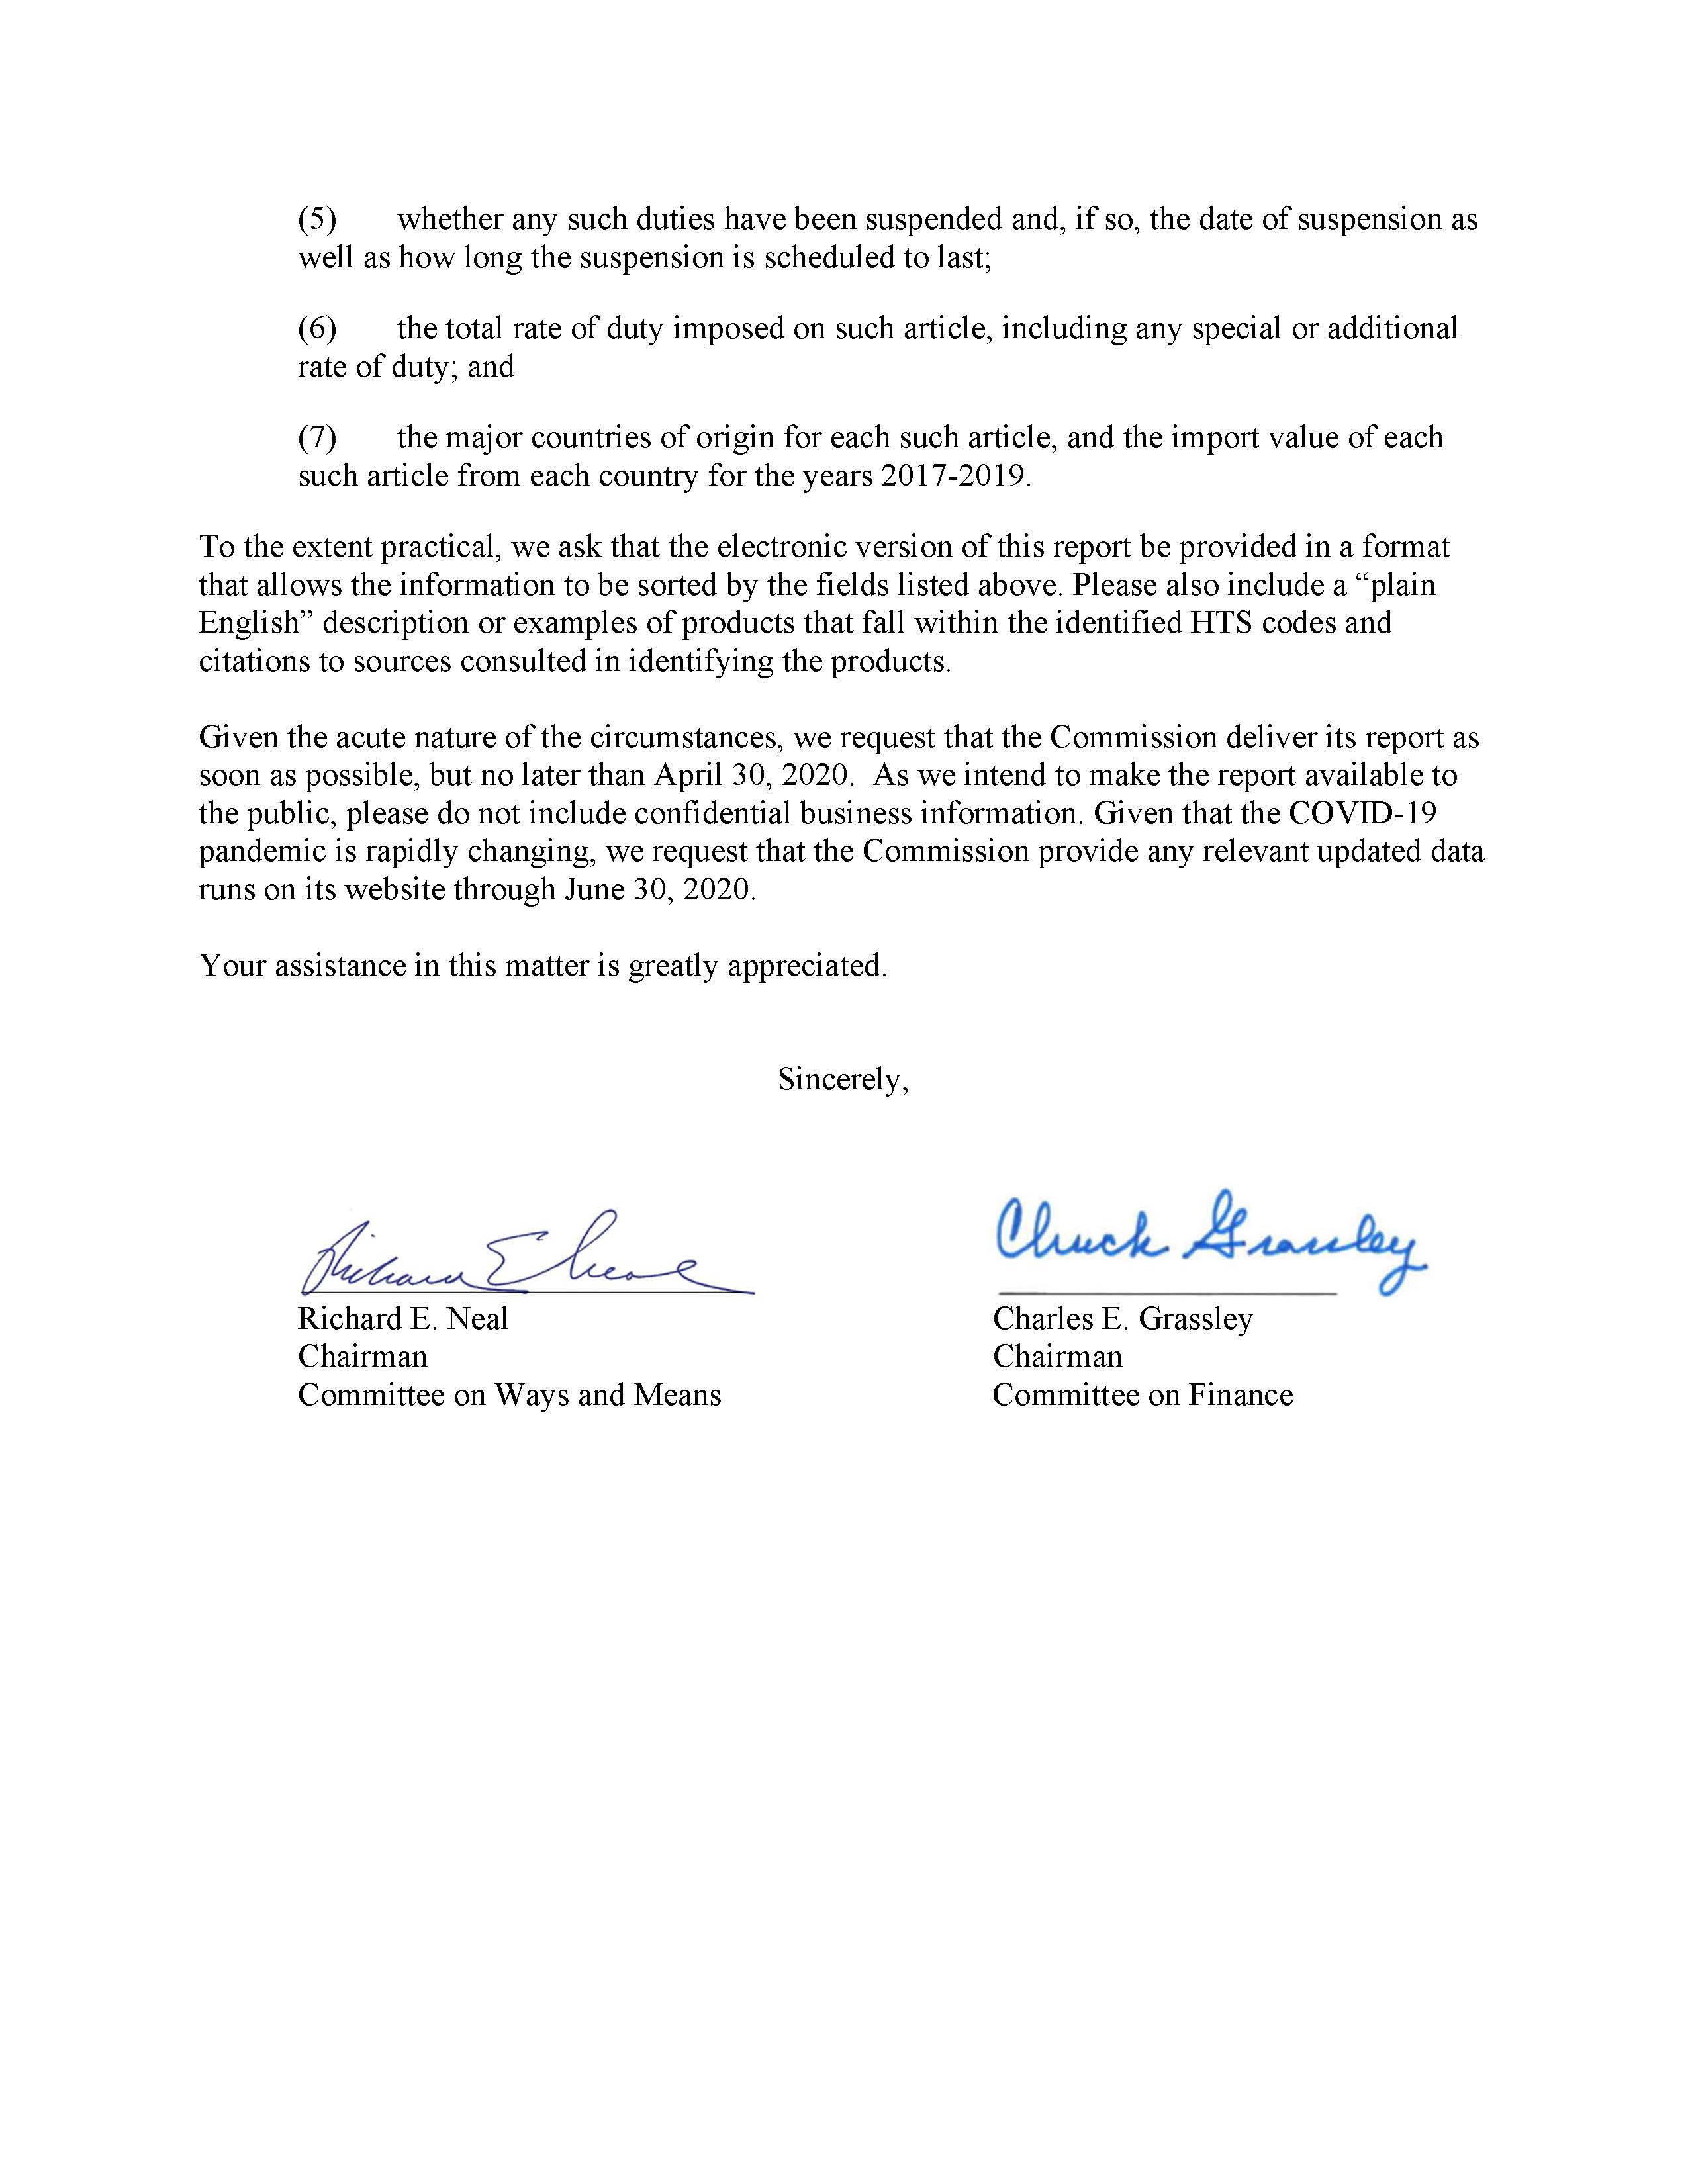 (5) whether any such duties have been suspended and, if so, the date of suspension as
well as how long the suspension is scheduled to last;
(6) the total rate of duty imposed on such article, including any special or additional
rate of duty; and
(7) the major countries of origin for each such article, and the import value of each
such article from each country for the years 2017-2019.
To the extent practical, we ask that the electronic version of this report be provided in a format
that allows the information to be sorted by the fields listed above. Please also include a “plain
English” description or examples of products that fall within the identified HTS codes and
citations to sources consulted in identifying the products.
Given the acute nature of the circumstances, we request that the Commission deliver its report as
soon as possible, but no later than April 30, 2020.  As we intend to make the report available to
the public, please do not include confidential business information. Given that the COVID-19
pandemic is rapidly changing, we request that the Commission provide any relevant updated data
runs on its website through June 30, 2020.
Your assistance in this matter is greatly appreciated.
Sincerely,
Richard E Neal
Chuck Grassley
Richard E. Neal
Chairman
Committee on Ways and Means
Charles E. Grassley
Chairman
Committee on Finance